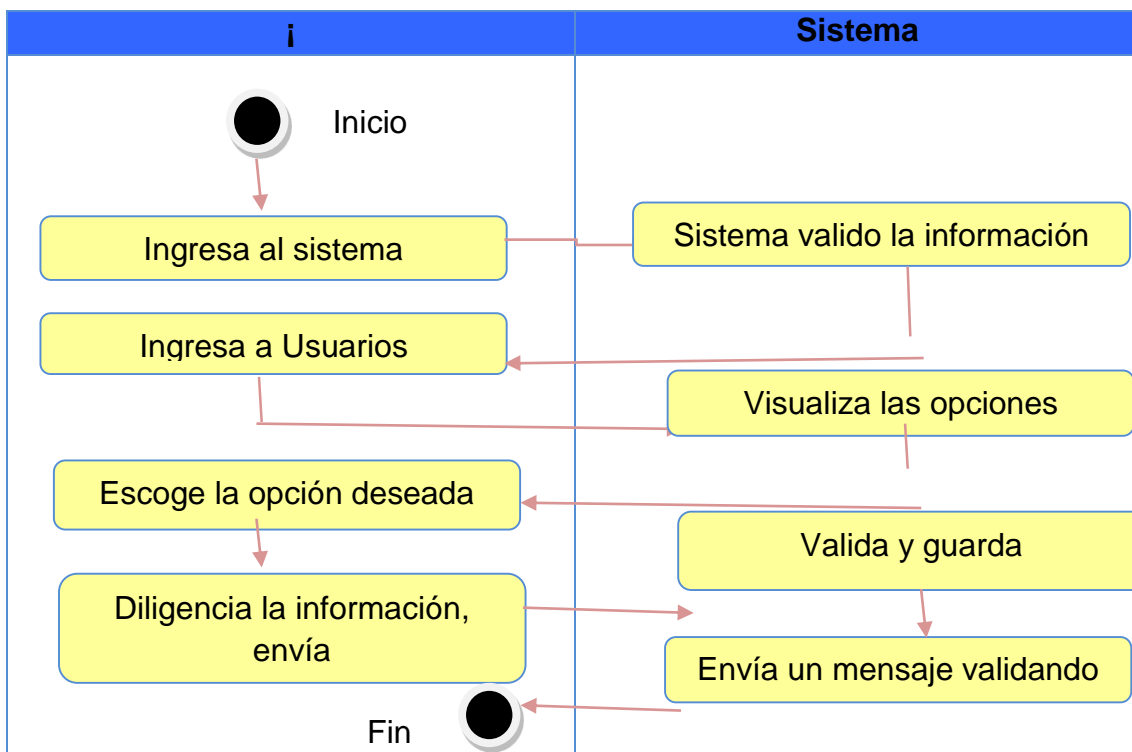 ¡
Sistema
Inicio
Ingresa al sistema
Sistema valido la información
Ingresa a Usuarios
Visualiza las opciones
Escoge la opción deseada
Valida y guarda
Diligencia la información,
envía
Envía un mensaje validando
Fin